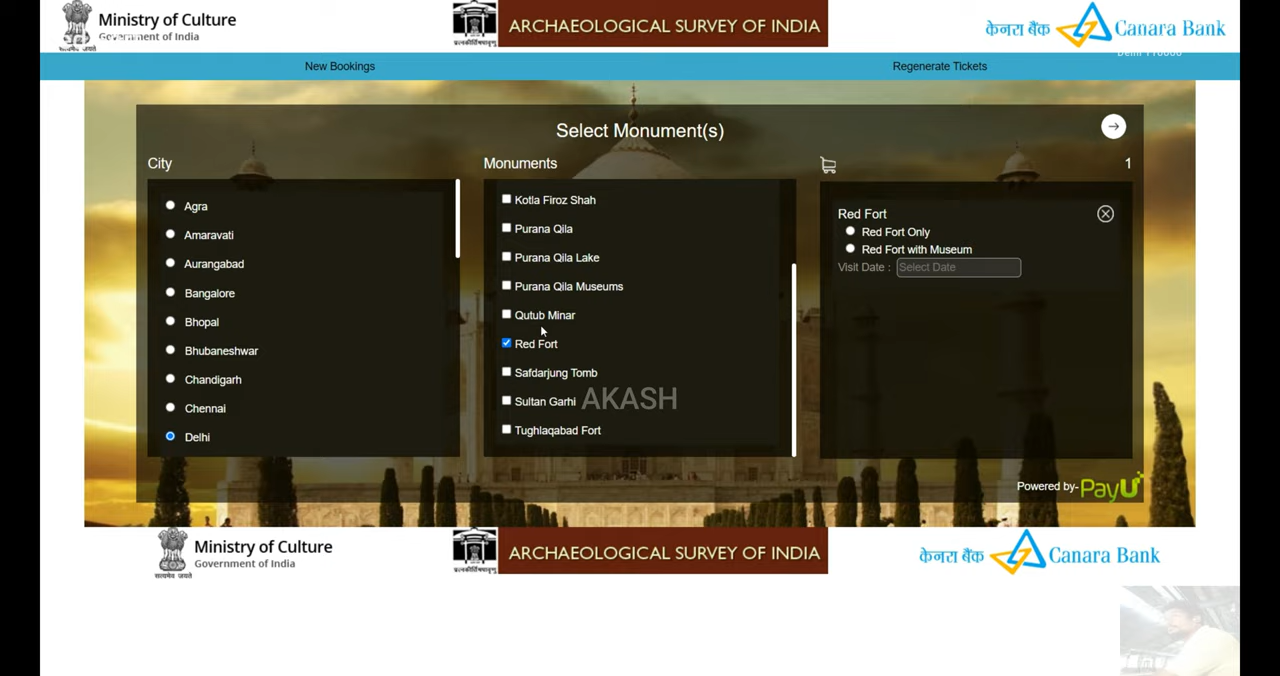 Ministry of Culture
Government of India
ARCHAEOLOGICAL SURVEY OF INDIA
केनरा बैंक Canara Bank
New Bookings
Regenerate Tickets
Select Monument(s)
City
Monuments
1
Agra
Amaravati
Aurangabad
Bangalore
Bhopal
Bhubaneshwar
Chandigarh
Chennai
Delhi
Kotla Firoz Shah
Purana Qila
Purana Qila Lake
Purana Qila Museums
Qutub Minar
Red Fort
Safdarjung Tomb
Sultan Garhi
Tughlaqabad Fort
AKASH
Red Fort
Red Fort Only
Red Fort with Museum
Visit Date : Select Date
Powered by- PayU
सत्यमेव जयते
Ministry of Culture
Government of India
ARCHAEOLOGICAL SURVEY OF INDIA
केनरा बैंक Canara Bank